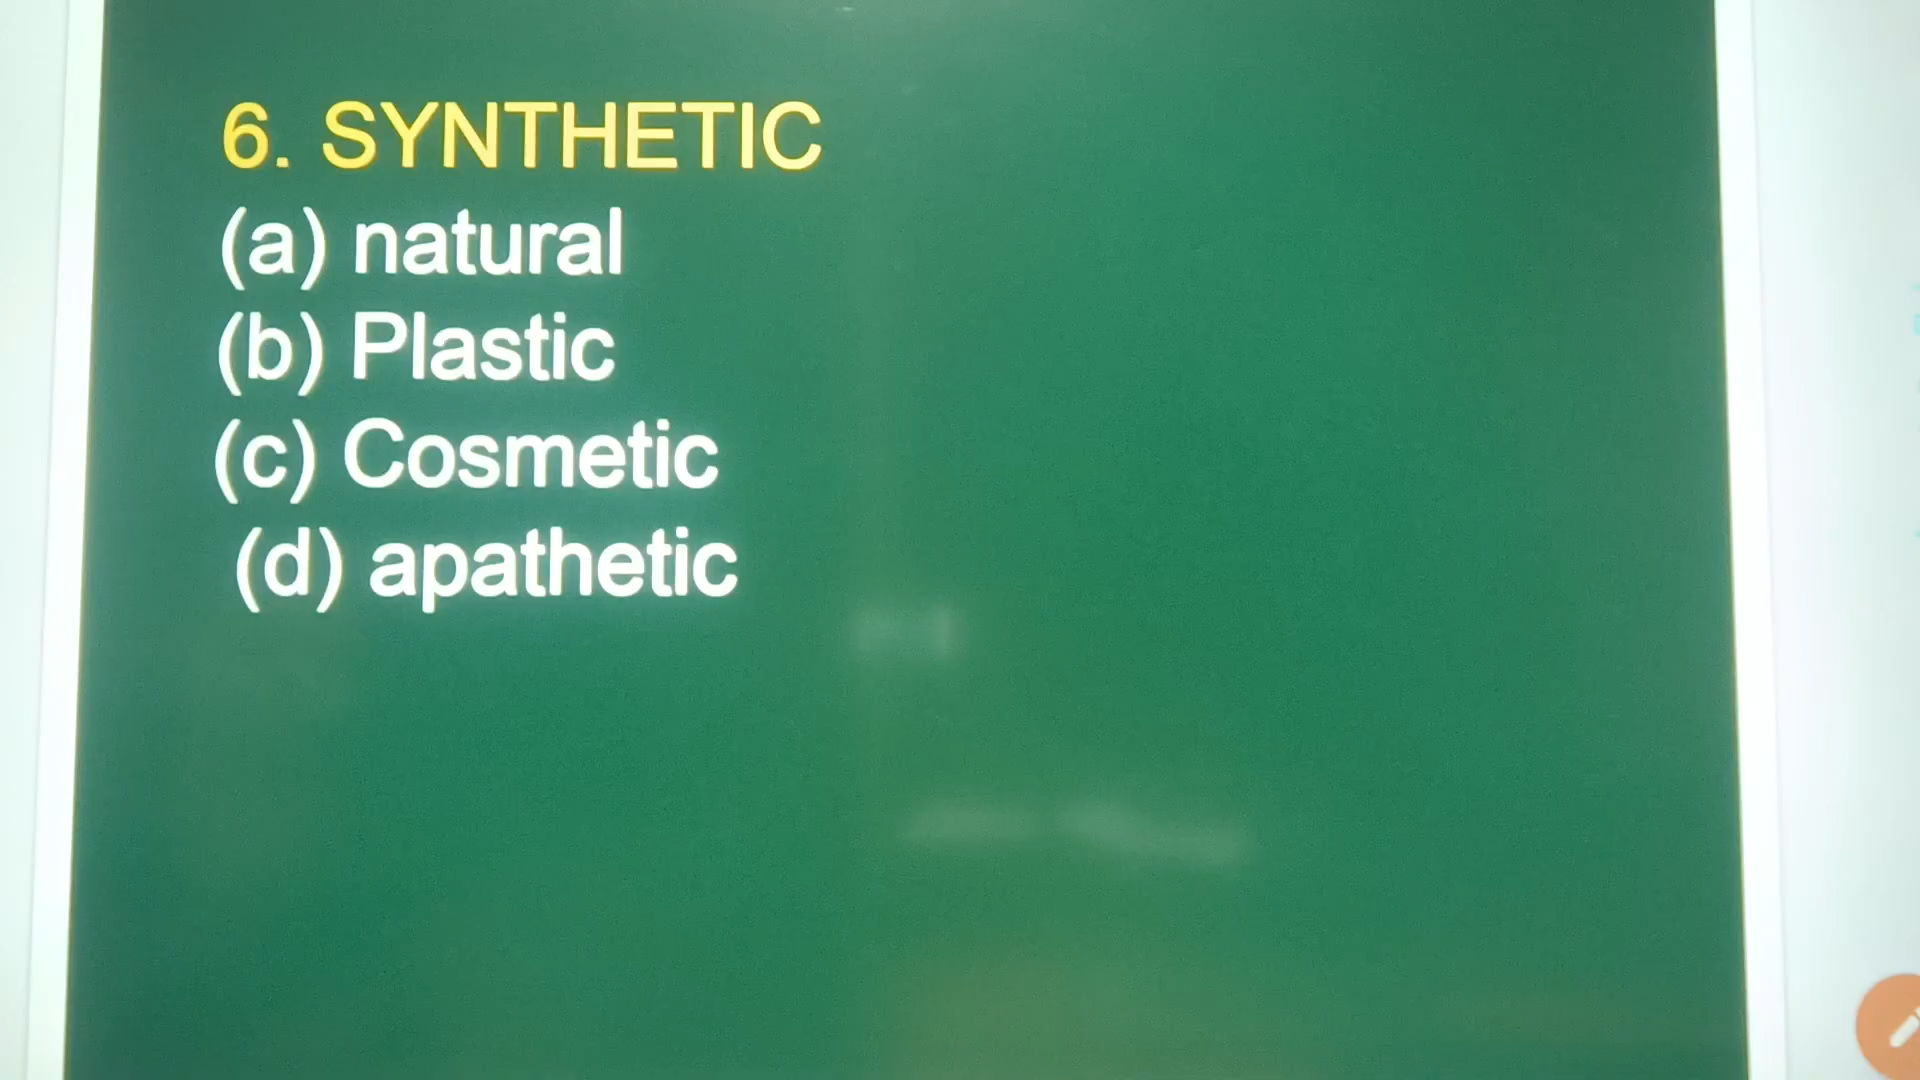 6. SYNTHETIC
(a) natural
(b) Plastic
(c) Cosmetic
(d) apathetic